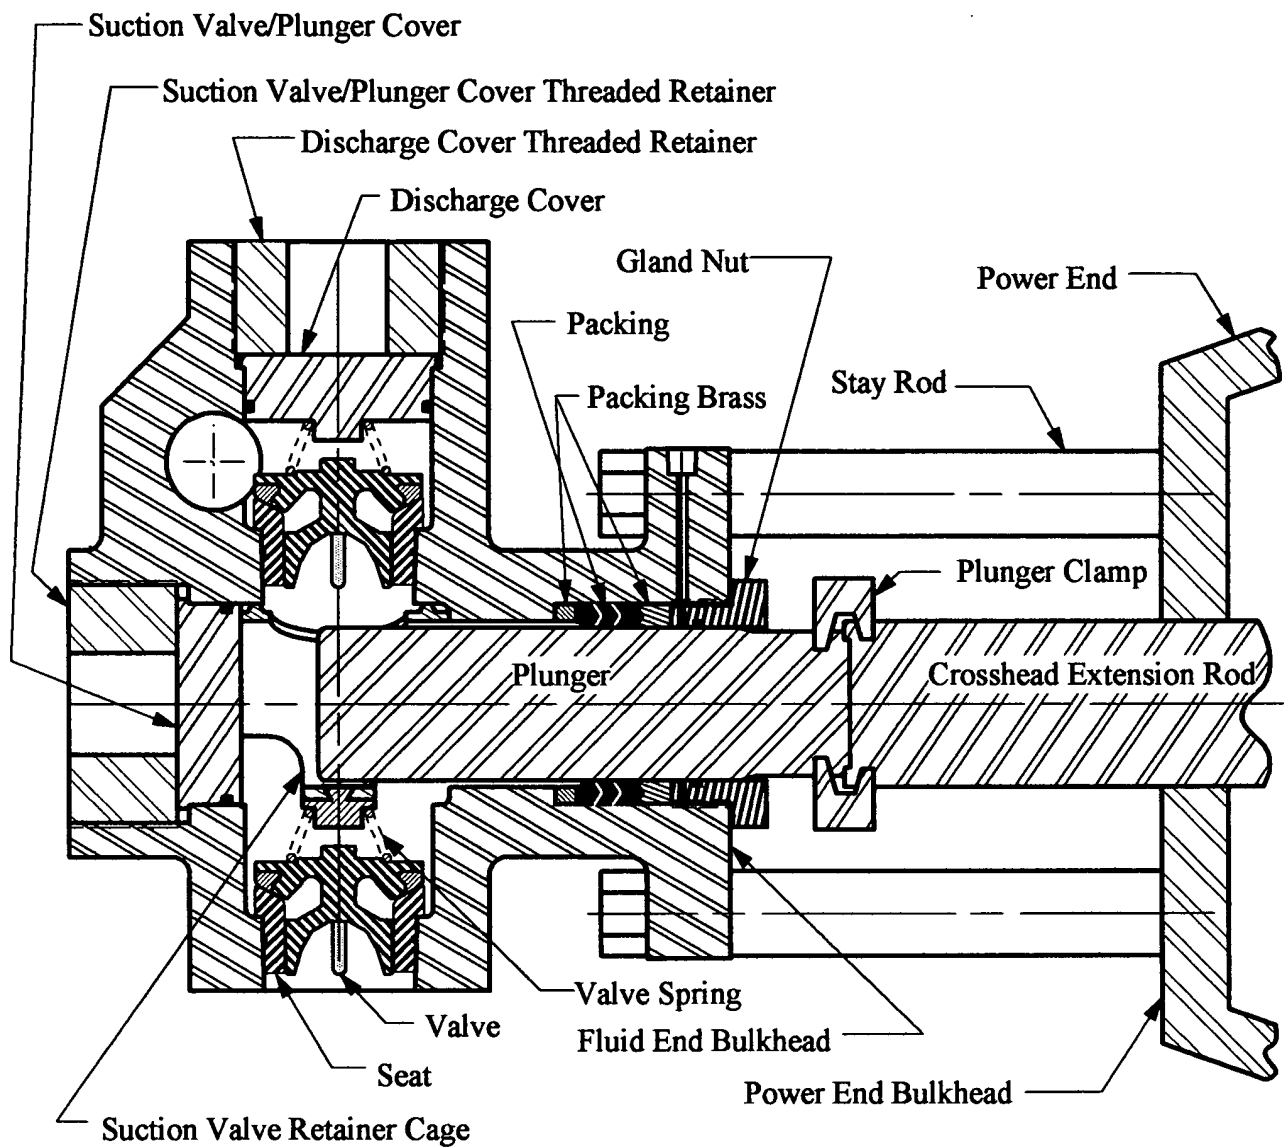 Suction Valve/Plunger Cover
Suction Valve/Plunger Cover Threaded Retainer
Discharge Cover Threaded Retainer
Discharge Cover
Gland Nut
Power End
Packing
Stay Rod
Packing Brass
Plunger Clamp
Plunger
Crosshead Extension Rod
Valve Spring
Valve
Fluid End Bulkhead
Seat
Power End Bulkhead
Suction Valve Retainer Cage